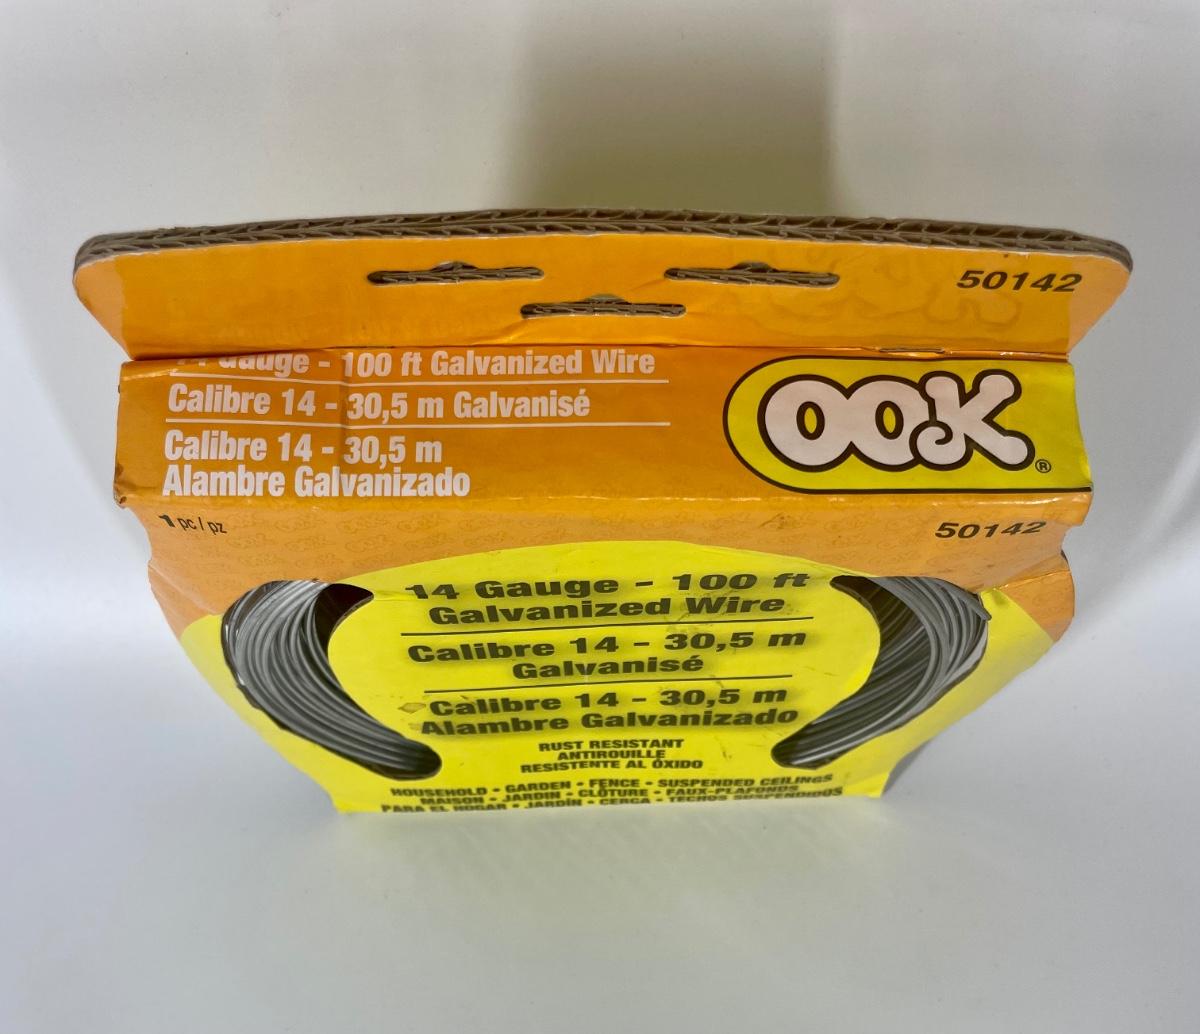 50142
14 Gauge - 100 ft Galvanized Wire
Calibre 14 - 30,5 m Galvanisé
Calibre 14 - 30,5 m
Alambre Galvanizado
OOK®
1 pc / pz
50142
14 Gauge - 100 ft
Galvanized Wire
Calibre 14 - 30,5 m
Galvanisé
Calibre 14 - 30,5 m
Alambre Galvanizado
RUST RESISTANT
ANTIROUILLE
RESISTENTE AL ÓXIDO
HOUSEHOLD • GARDEN • FENCE • SUSPENDED CEILINGS
MAISON • JARDIN • CLÔTURE • FAUX-PLAFONDS
PARA EL HOGAR • JARDÍN • CERCA • TECHOS SUSPENDIDOS